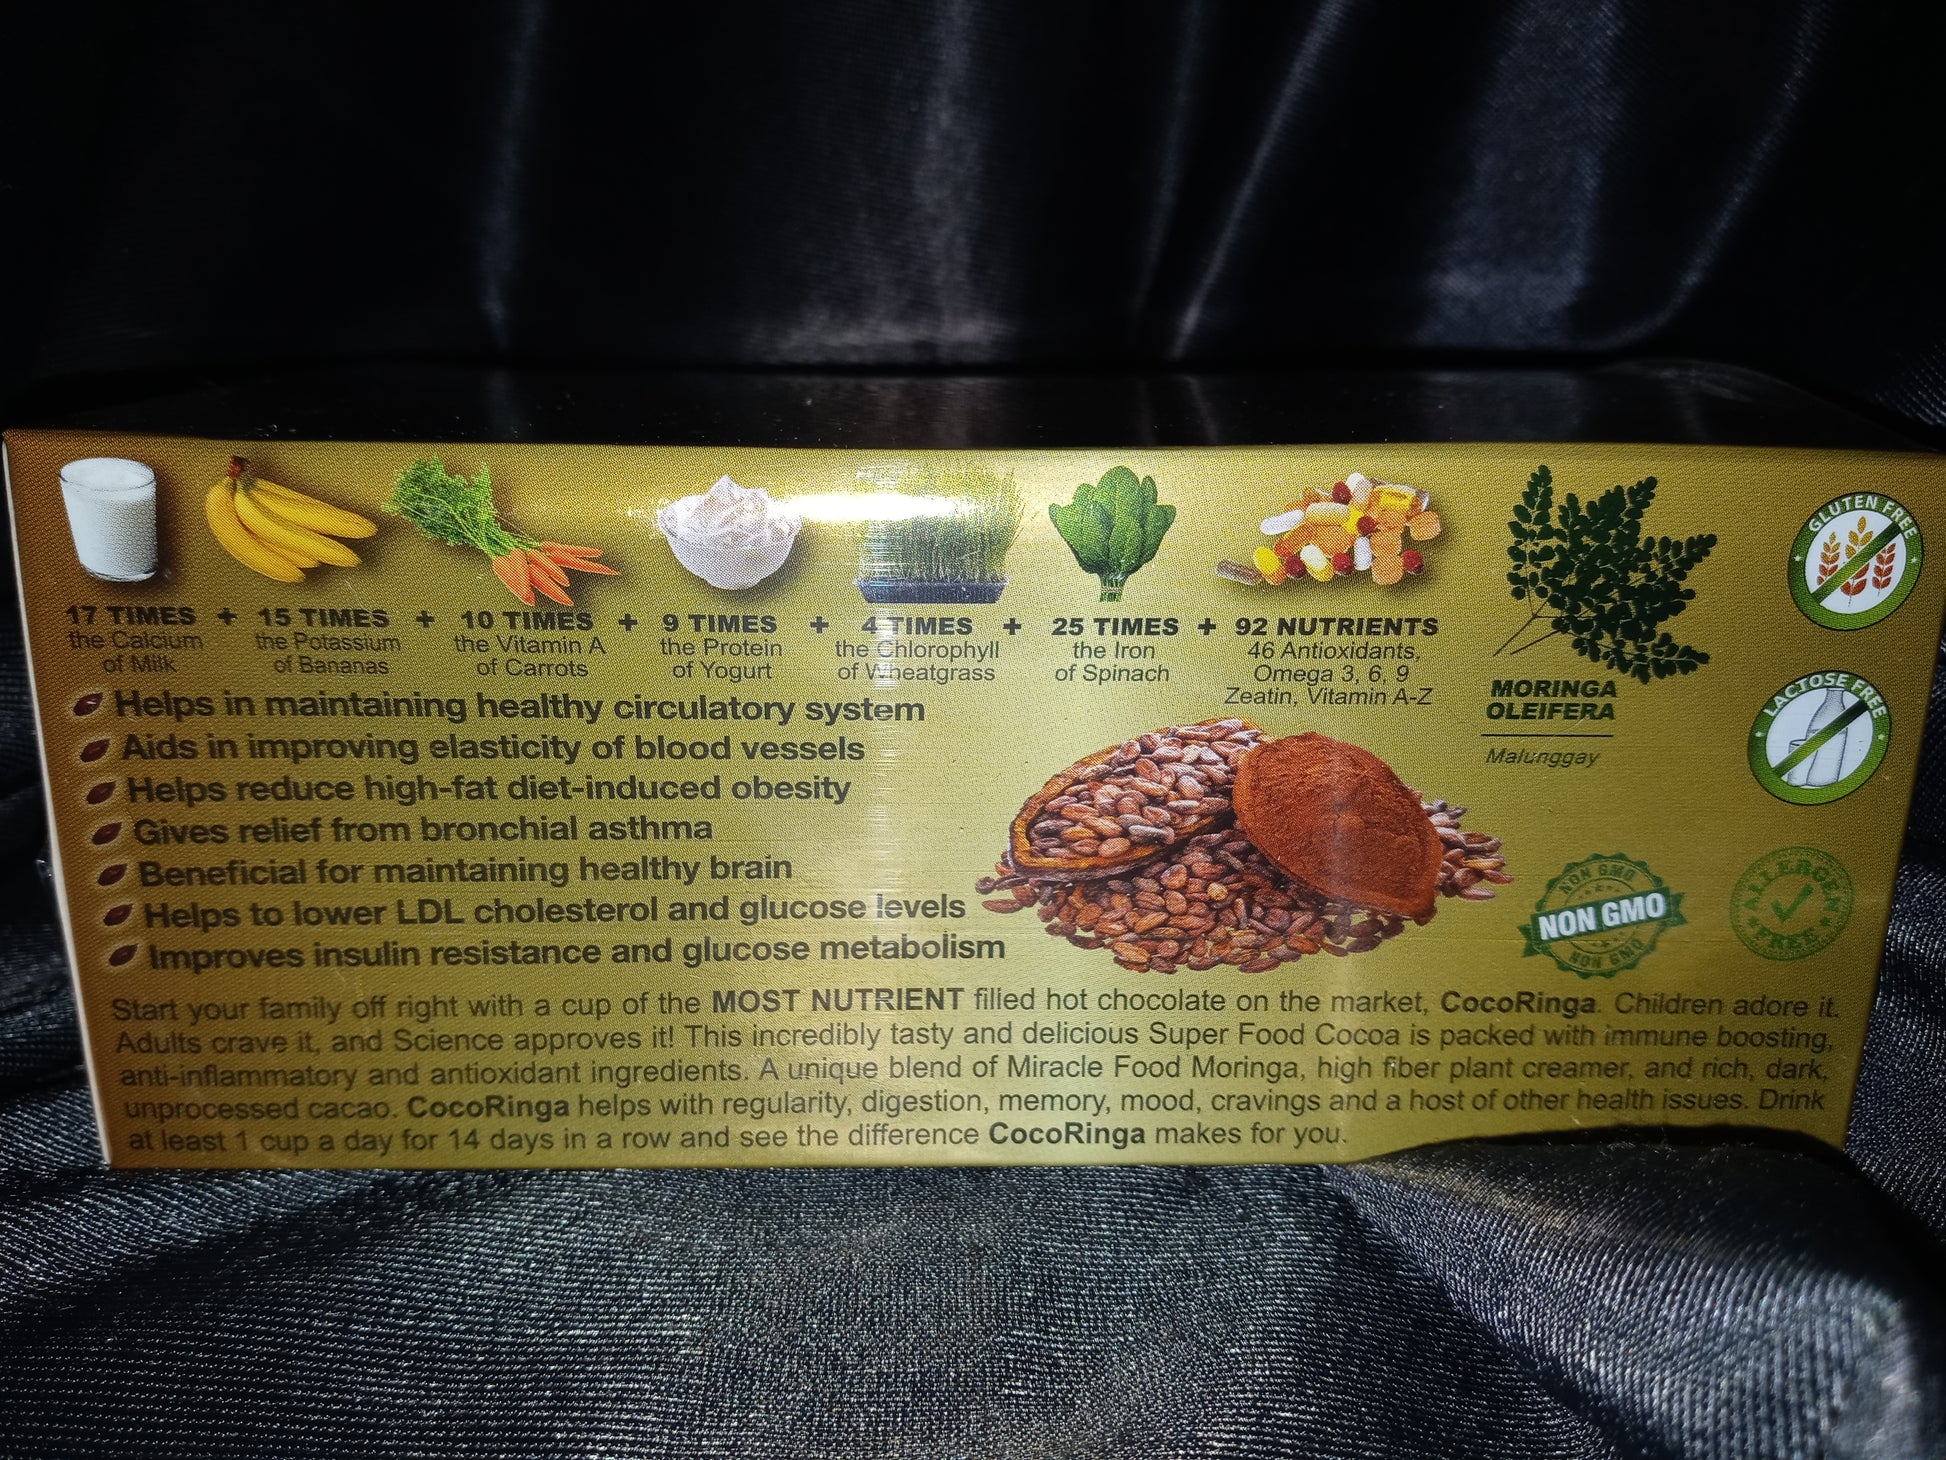 17 TIMES + 15 TIMES + 10 TIMES + 9 TIMES + 4 TIMES + 25 TIMES + 92 NUTRIENTS
the Calcium the Potassium the Vitamin A the Protein the Chlorophyll the Iron 46 Antioxidants,
of Milk of Bananas of Carrots of Yogurt of Wheatgrass of Spinach Omega 3, 6, 9
Zeatin, Vitamin A-Z
MORINGA
OLEIFERA
Malunggay
GLUTEN FREE
LACTOSE FREE
Helps in maintaining healthy circulatory system
Aids in improving elasticity of blood vessels
Helps reduce high-fat diet-induced obesity
Gives relief from bronchial asthma
Beneficial for maintaining healthy brain
Helps to lower LDL cholesterol and glucose levels
Improves insulin resistance and glucose metabolism
NON GMO
NON GMO
NON GMO
ALLERGEN
FREE
Start your family off right with a cup of the MOST NUTRIENT filled hot chocolate on the market, CocoRinga. Children adore it.
Adults crave it, and Science approves it! This incredibly tasty and delicious Super Food Cocoa is packed with immune boosting,
anti-inflammatory and antioxidant ingredients. A unique blend of Miracle Food Moringa, high fiber plant creamer, and rich, dark,
unprocessed cacao. CocoRinga helps with regularity, digestion, memory, mood, cravings and a host of other health issues. Drink
at least 1 cup a day for 14 days in a row and see the difference CocoRinga makes for you.